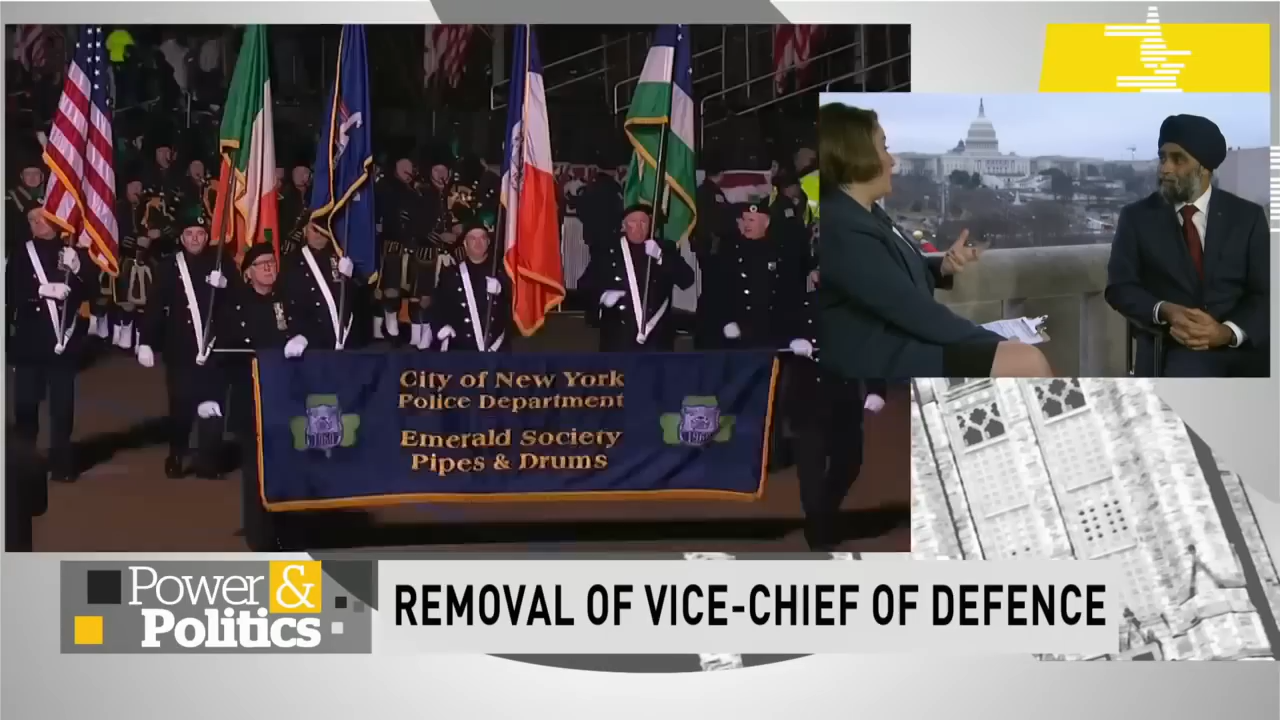 City of New York
Police Department
Emerald Society
Pipes & Drums
Power &
Politics
REMOVAL OF VICE-CHIEF OF DEFENCE